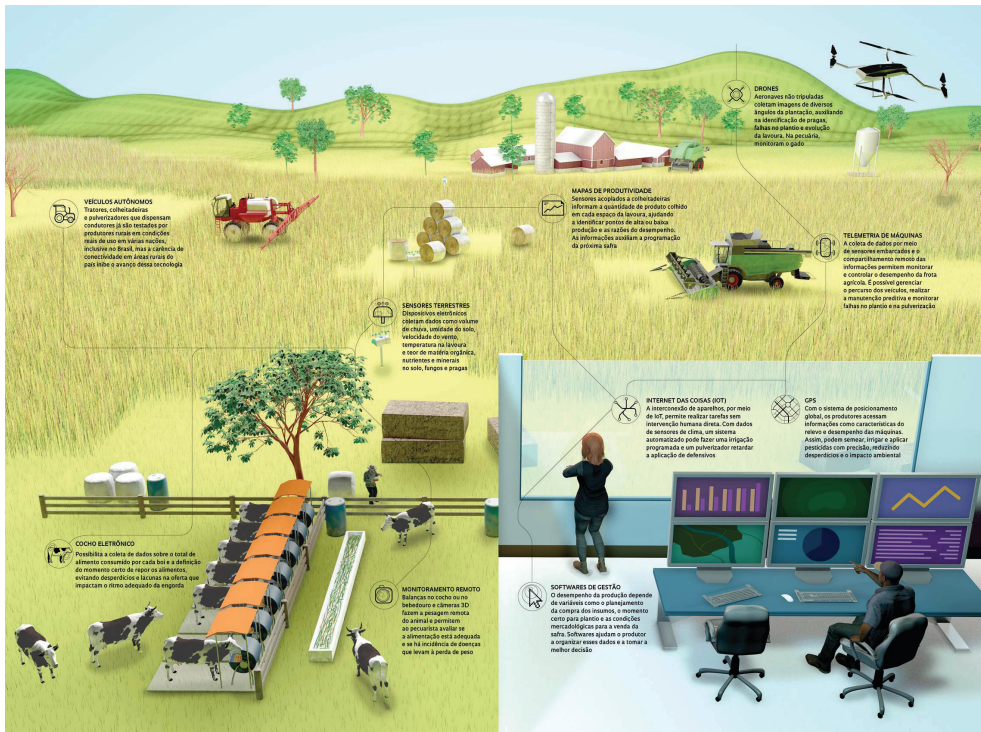 DRONES
Aeronaves não tripuladas
coletam imagens de diversos
ângulos da plantação, auxiliando
na identificação de pragas,
falhas no plantio e evolução
da lavoura. Na pecuária,
monitoram o gado
VEÍCULOS AUTÔNOMOS
Tratores, colheitadeiras
e pulverizadores que dispensam
condutores já são testados por
produtores rurais em condições
reais de uso em várias nações,
inclusive no Brasil, mas a carência de
conectividade em áreas rurais do
país inibe o avanço dessa tecnologia
MAPAS DE PRODUTIVIDADE
Sensores acoplados a colheitadeiras
informam a quantidade de produto colhido
em cada espaço da lavoura, ajudando
a identificar pontos de alta ou baixa
produção e as razões do desempenho.
As informações auxiliam a programação
da próxima safra
TELEMETRIA DE MÁQUINAS
A coleta de dados por meio
de sensores embarcados e o
compartilhamento remoto das
informações permitem monitorar
e controlar o desempenho da frota
agrícola. É possível gerenciar
o percurso dos veículos, realizar
a manutenção preditiva e monitorar
falhas no plantio e na pulverização
SENSORES TERRESTRES
Dispositivos eletrônicos
coletam dados como volume
de chuva, umidade do solo,
velocidade do vento,
temperatura na lavoura
e teor de matéria orgânica,
nutrientes e minerais
no solo, fungos e pragas
INTERNET DAS COISAS (IOT)
A interconexão de aparelhos, por meio
de IoT, permite realizar tarefas sem
intervenção humana direta. Com dados
de sensores de clima, um sistema
automatizado pode fazer uma irrigação
programada e um pulverizador retardar
a aplicação de defensivos
GPS
Com o sistema de posicionamento
global, os produtores acessam
informações como características do
relevo e desempenho das máquinas.
Assim, podem semear, irrigar e aplicar
pesticidas com precisão, reduzindo
desperdícios e o impacto ambiental
COCHO ELETRÔNICO
Possibilita a coleta de dados sobre o total de
alimento consumido por cada boi e a definição
do momento certo de repor os alimentos,
evitando desperdícios e lacunas na oferta que
impactam o ritmo adequado da engorda
MONITORAMENTO REMOTO
Balanças no cocho ou no
bebedouro e câmeras 3D
fazem a pesagem remota
do animal e permitem
ao pecuarista avaliar se
a alimentação está adequada
e se há incidência de doenças
que levam à perda de peso
SOFTWARES DE GESTÃO
O desempenho da produção depende
de variáveis como o planejamento
da compra dos insumos, o momento
certo para plantio e as condições
mercadológicas para a venda da
safra. Softwares ajudam o produtor
a organizar esses dados e a tomar a
melhor decisão